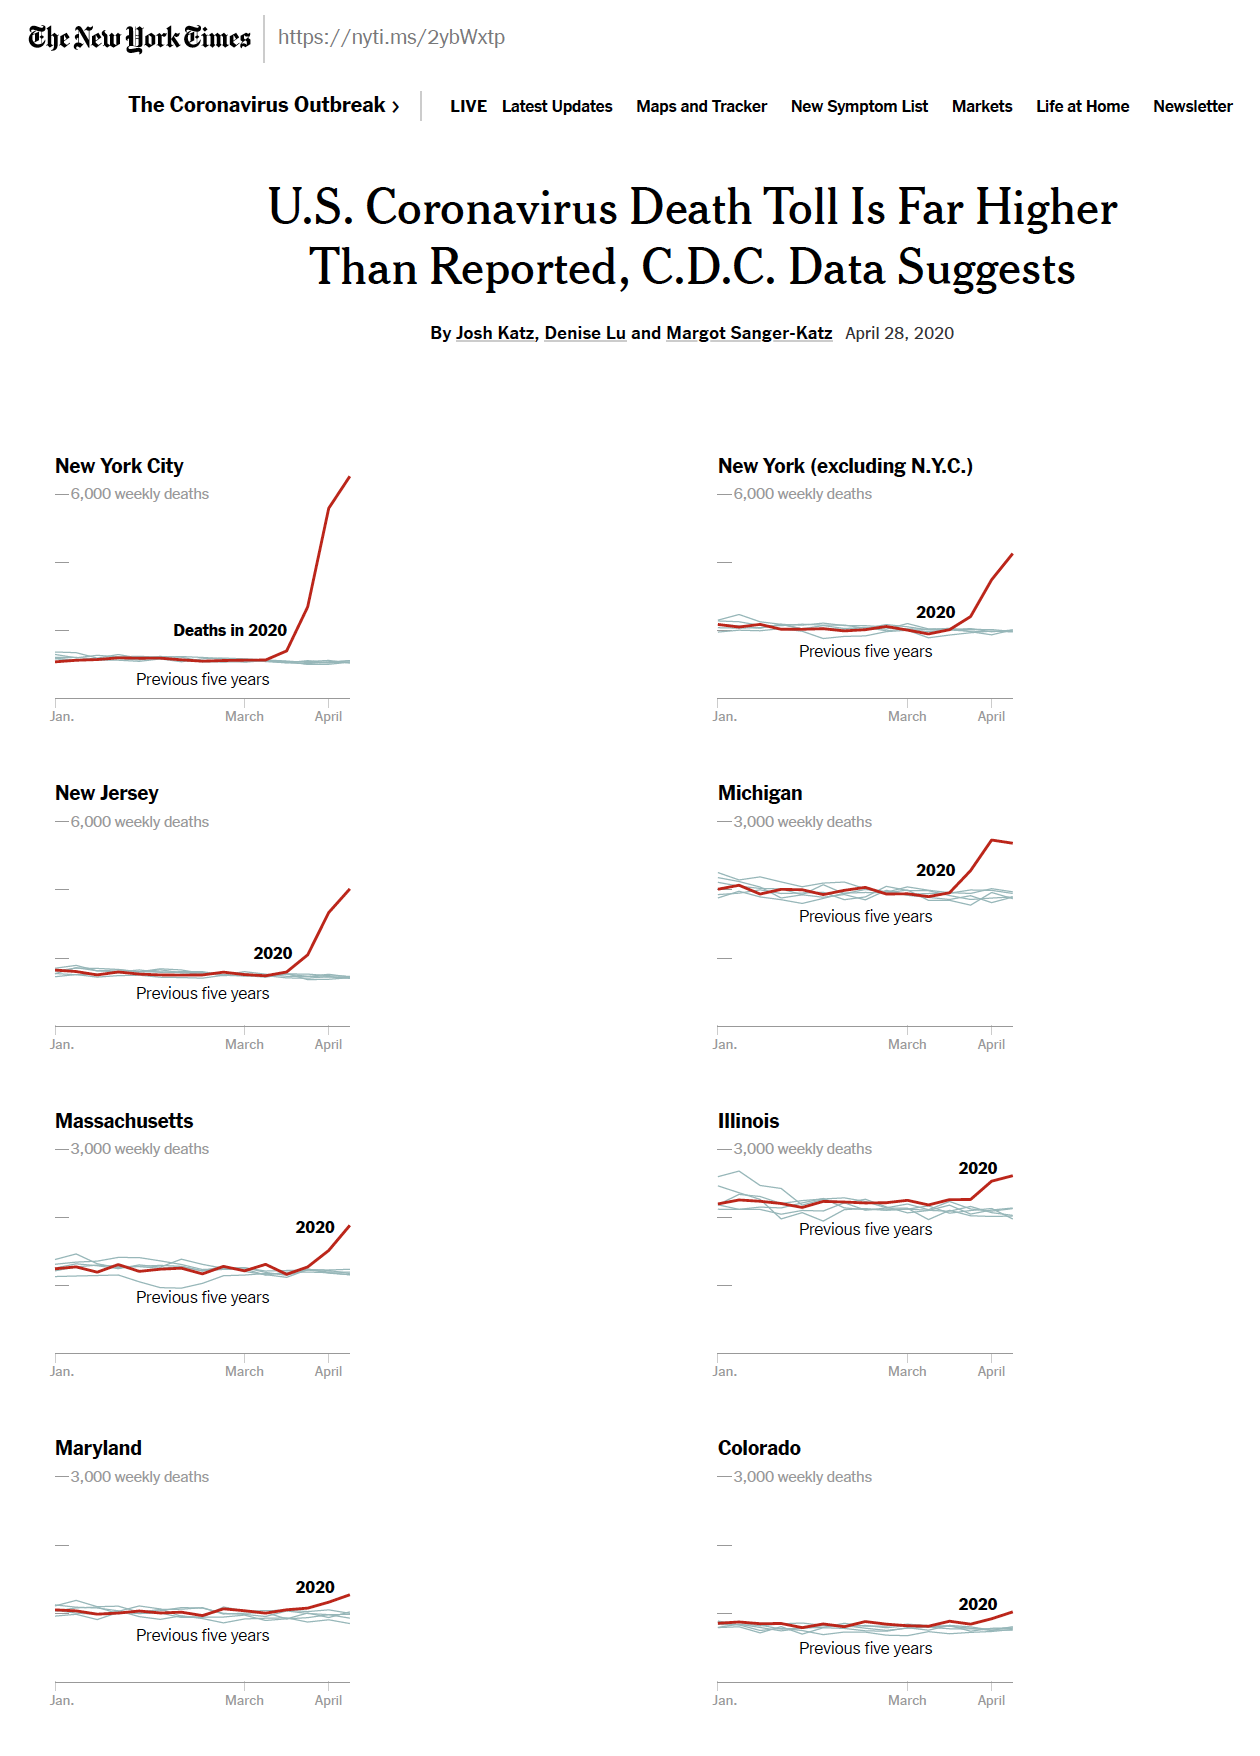 The New York Times
https://nyti.ms/2ybWxtp
The Coronavirus Outbreak ›
LIVE Latest Updates Maps and Tracker New Symptom List Markets Life at Home Newsletter
U.S. Coronavirus Death Toll Is Far Higher
Than Reported, C.D.C. Data Suggests
By Josh Katz, Denise Lu and Margot Sanger-Katz April 28, 2020
New York City
6,000 weekly deaths
Deaths in 2020
Previous five years
Jan. March April
New York (excluding N.Y.C.)
6,000 weekly deaths
2020
Previous five years
Jan. March April
New Jersey
6,000 weekly deaths
2020
Previous five years
Jan. March April
Michigan
3,000 weekly deaths
2020
Previous five years
Jan. March April
Massachusetts
3,000 weekly deaths
2020
Previous five years
Jan. March April
Illinois
3,000 weekly deaths
2020
Previous five years
Jan. March April
Maryland
3,000 weekly deaths
2020
Previous five years
Jan. March April
Colorado
3,000 weekly deaths
2020
Previous five years
Jan. March April